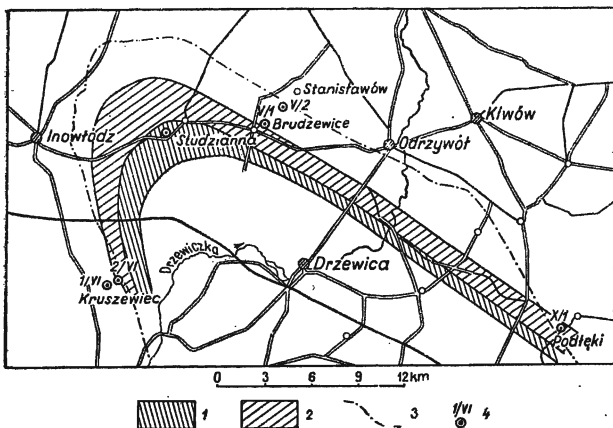 Stanisławów
V/1
V/2
Brudzewice
Inowłódz
Studzianna
Odrzywół
Klwów
Drzewiczka
Drzewica
1/VI
2/VI
Kruszewiec
X/1
Podłęki
0 3 6 9 12km
1 2 3 1/VI 4